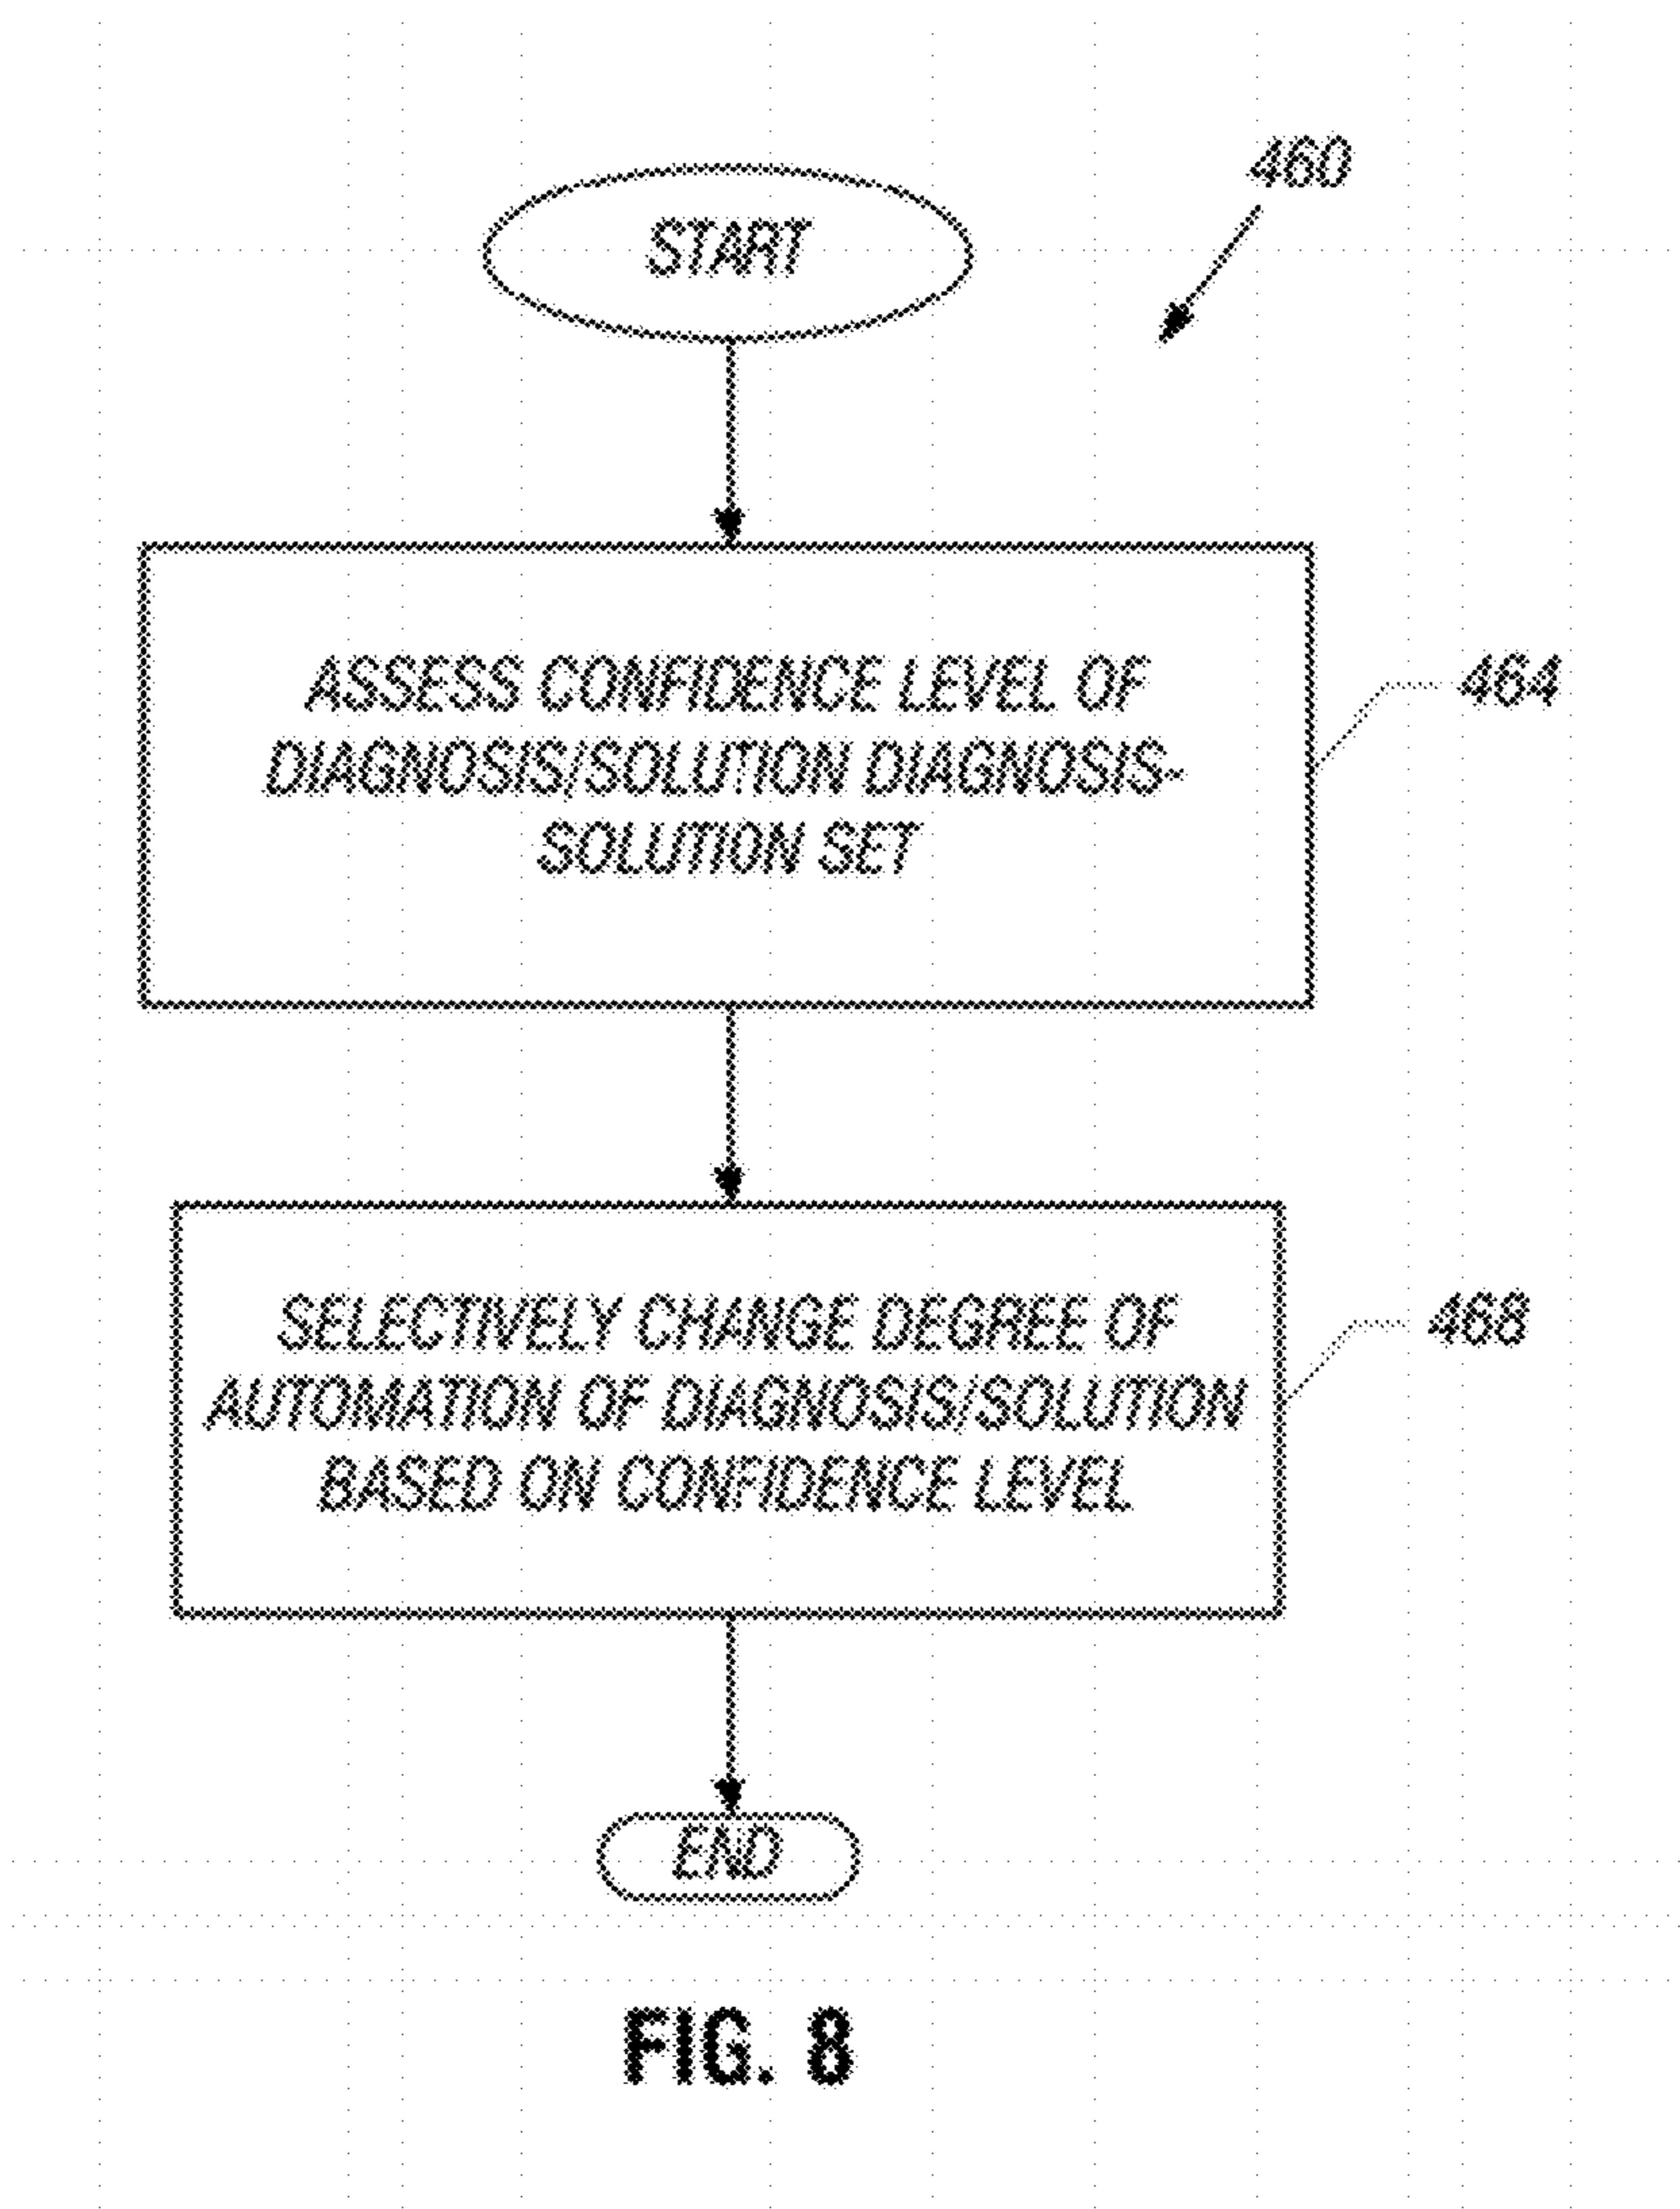 460
START
ASSESS CONFIDENCE LEVEL OF
DIAGNOSIS/SOLUTION DIAGNOSIS-
SOLUTION SET
464
SELECTIVELY CHANGE DEGREE OF
AUTOMATION OF DIAGNOSIS/SOLUTION
BASED ON CONFIDENCE LEVEL
468
END
FIG. 8